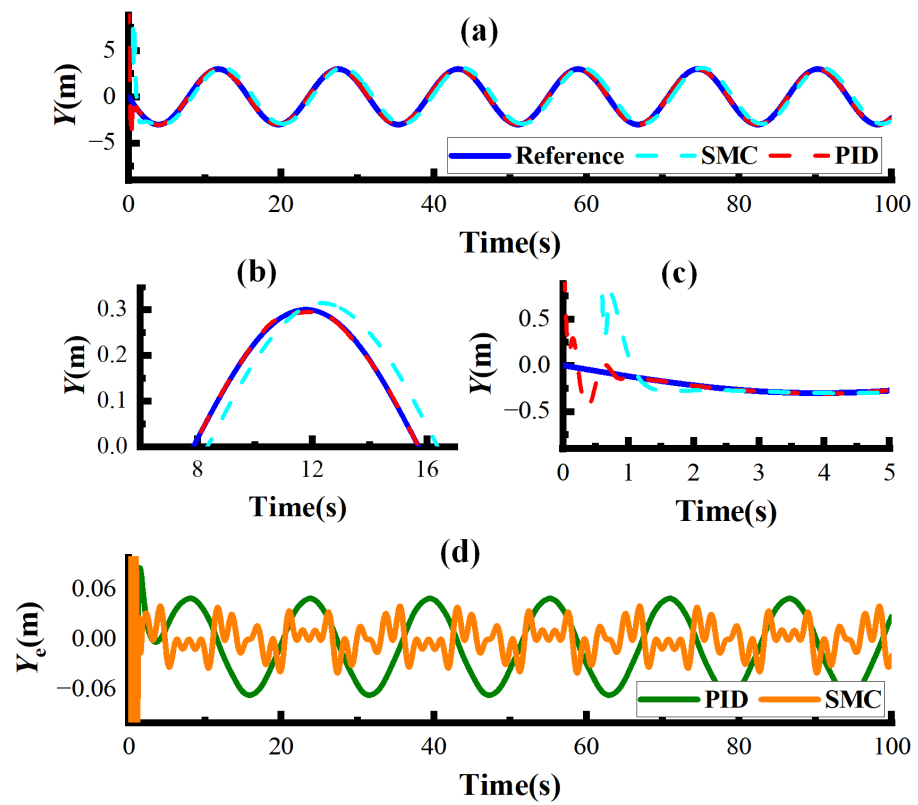 (a)
5
0
−5
Y(m)
Reference SMC PID
0 20 40 60 80 100
Time(s)
(b)
0.3
0.2
0.1
0.0
Y(m)
8 12 16
Time(s)
(c)
0.5
0.0
−0.5
Y(m)
0 1 2 3 4 5
Time(s)
(d)
0.06
0.00
−0.06
Ye(m)
PID SMC
0 20 40 60 80 100
Time(s)